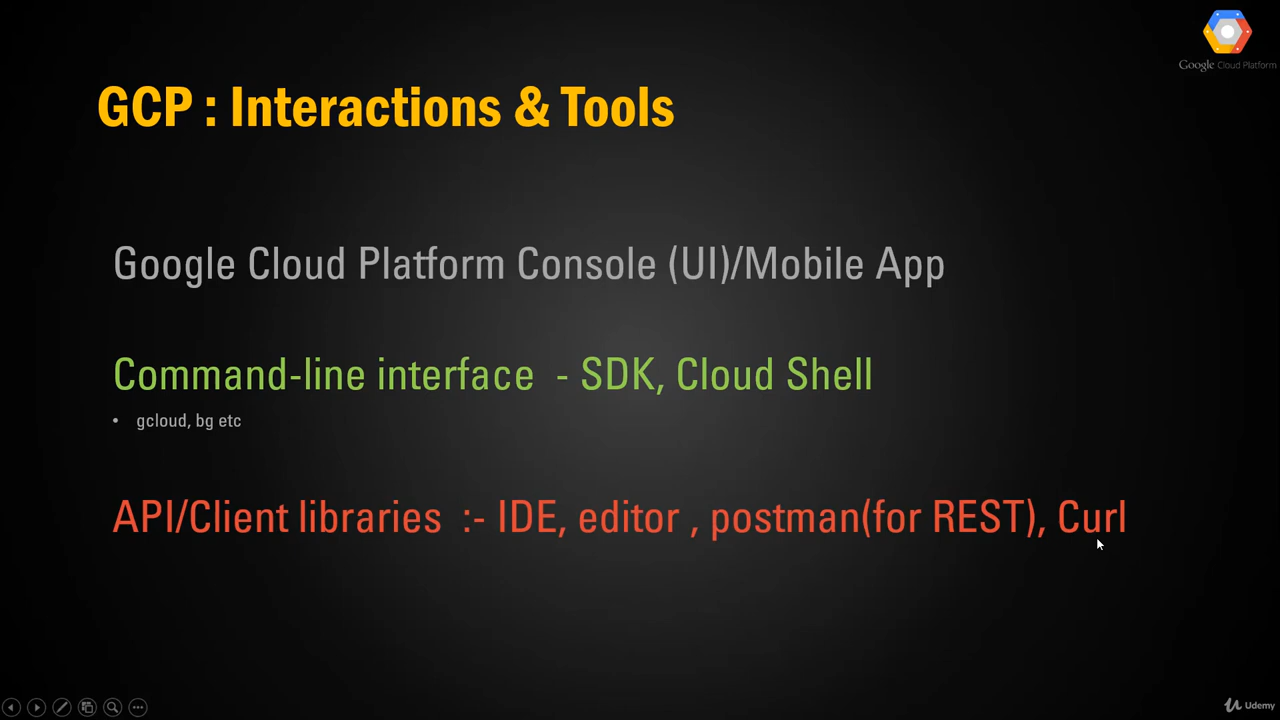 Google Cloud Platform
GCP : Interactions & Tools
Google Cloud Platform Console (UI)/Mobile App
Command-line interface - SDK, Cloud Shell
• gcloud, bg etc
API/Client libraries :- IDE, editor , postman(for REST), Curl
Udemy